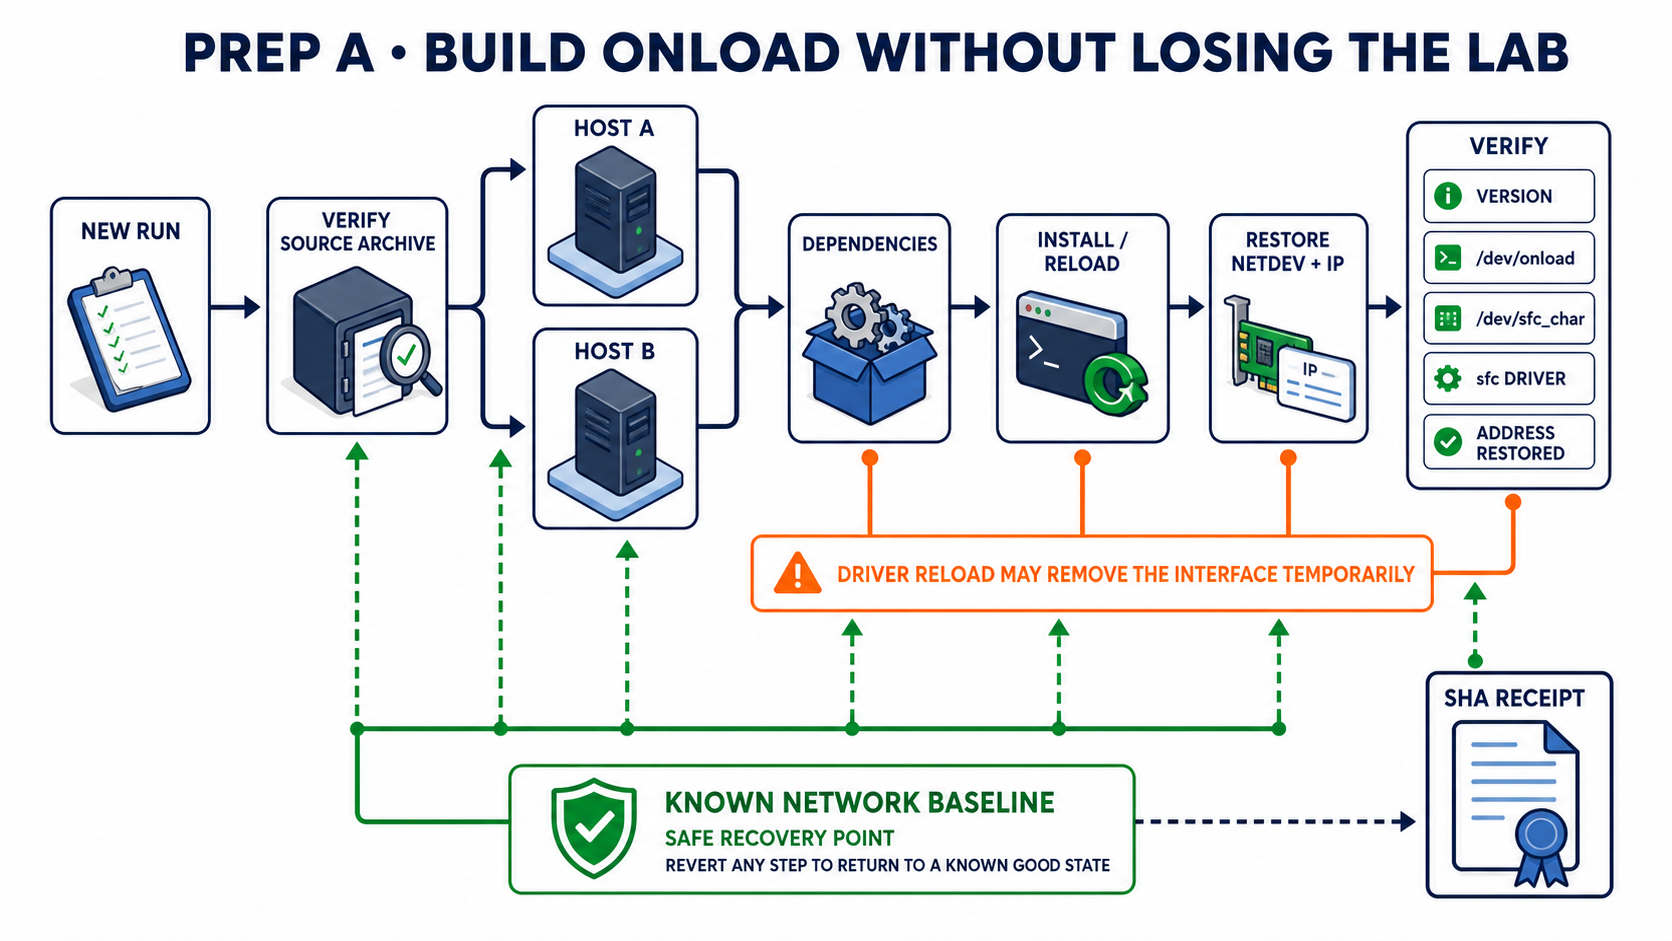 PREP A • BUILD ONLOAD WITHOUT LOSING THE LAB
NEW RUN
VERIFY
SOURCE ARCHIVE
HOST A
HOST B
DEPENDENCIES
INSTALL /
RELOAD
RESTORE
NETDEV + IP
IP
VERIFY
VERSION
/dev/onload
/dev/sfc_char
sfc DRIVER
ADDRESS
RESTORED
DRIVER RELOAD MAY REMOVE THE INTERFACE TEMPORARILY
KNOWN NETWORK BASELINE
SAFE RECOVERY POINT
REVERT ANY STEP TO RETURN TO A KNOWN GOOD STATE
SHA RECEIPT